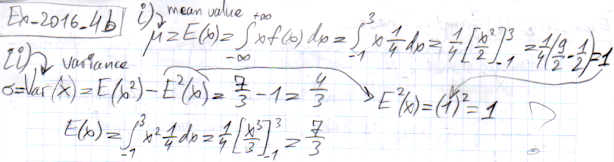 Ex-2016-4b i) mean value
μ=E(x)=∫_{-∞}^{+∞} xf(x)dx=∫_{-1}^{3} x 1/4 dx=1/4[x²/2]_{-1}^{3}=1/4(9/2-1/2)=1
ii) variance
σ=Var(x)=E(x²)-E²(x)=7/3-1=4/3
E²(x)=(1)²=1
E(x)=∫_{-1}^{3} x² 1/4 dx=1/4[x³/3]_{-1}^{3}=7/3